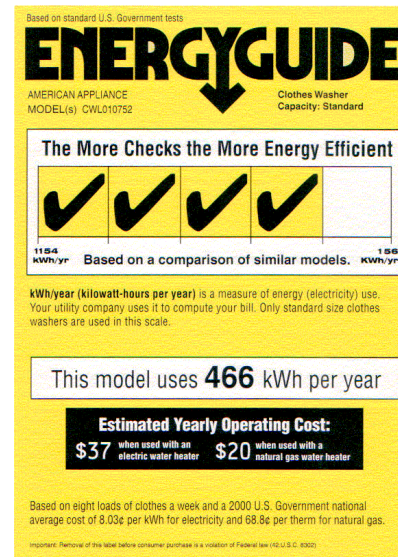 Based on standard U.S. Government tests
ENERGYGUIDE
AMERICAN APPLIANCE
MODEL(s) CWL010752
Clothes Washer
Capacity: Standard
The More Checks the More Energy Efficient
1154
kWh/yr
Based on a comparison of similar models.
156
KWh/yr
kWh/year (kilowatt-hours per year) is a measure of energy (electricity) use.
Your utility company uses it to compute your bill. Only standard size clothes
washers are used in this scale.
This model uses 466 kWh per year
Estimated Yearly Operating Cost:
$37 when used with an
electric water heater
$20 when used with a
natural gas water heater
Based on eight loads of clothes a week and a 2000 U.S. Government national
average cost of 8.03¢ per kWh for electricity and 68.8¢ per therm for natural gas.
Important: Removal of this label before consumer purchase is a violation of Federal law (42.U.S.C. 6302)